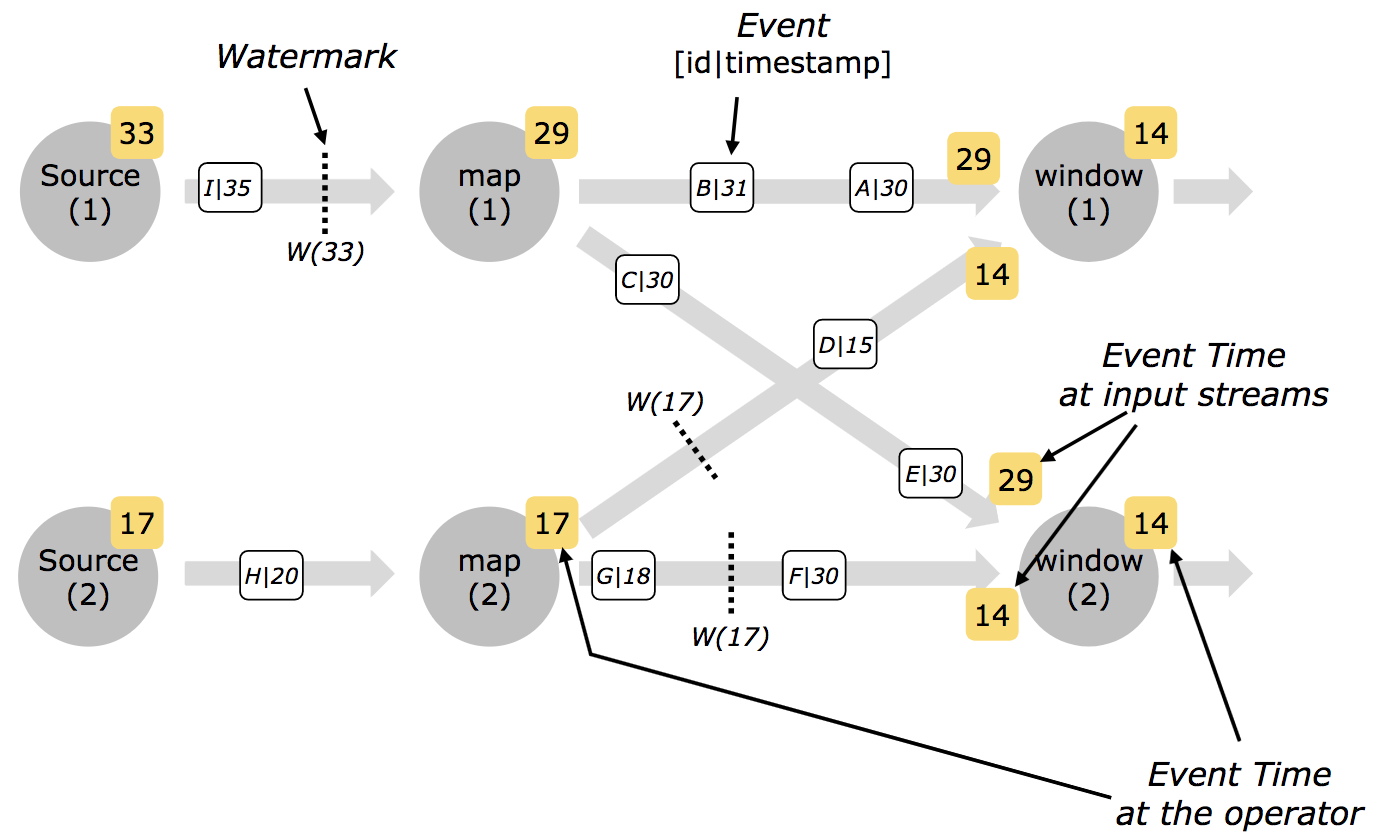 Event
[id|timestamp]
Watermark
33
29
14
29
Source
(1)
I|35
map
(1)
B|31
A|30
window
(1)
W(33)
C|30
14
D|15
Event Time
at input streams
W(17)
E|30
29
17
17
14
Source
(2)
H|20
map
(2)
G|18
F|30
window
(2)
14
W(17)
Event Time
at the operator